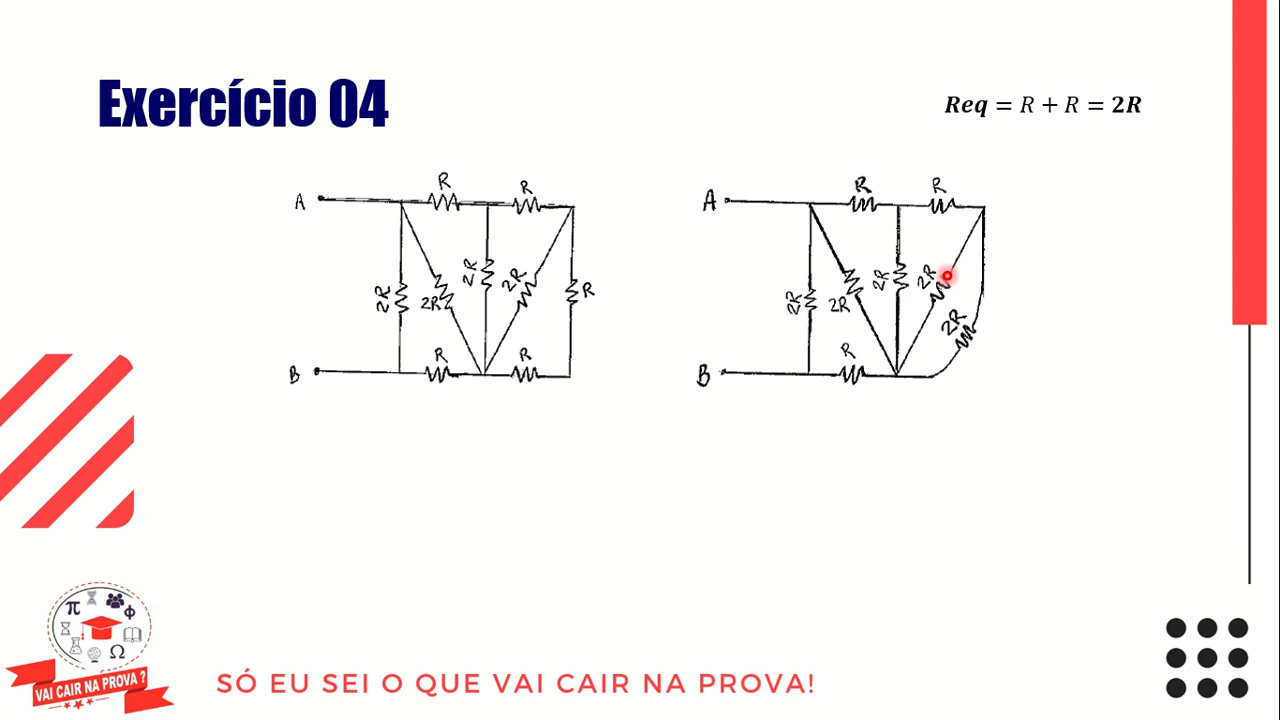 Exercício 04
Req = R + R = 2R
A
R
R
2R
2R
2R
2R
R
B
R
R
A
R
R
2R
2R
2R
2R
2R
B
R
π
Φ
Ω
VAI CAIR NA PROVA ?
SÓ EU SEI O QUE VAI CAIR NA PROVA!